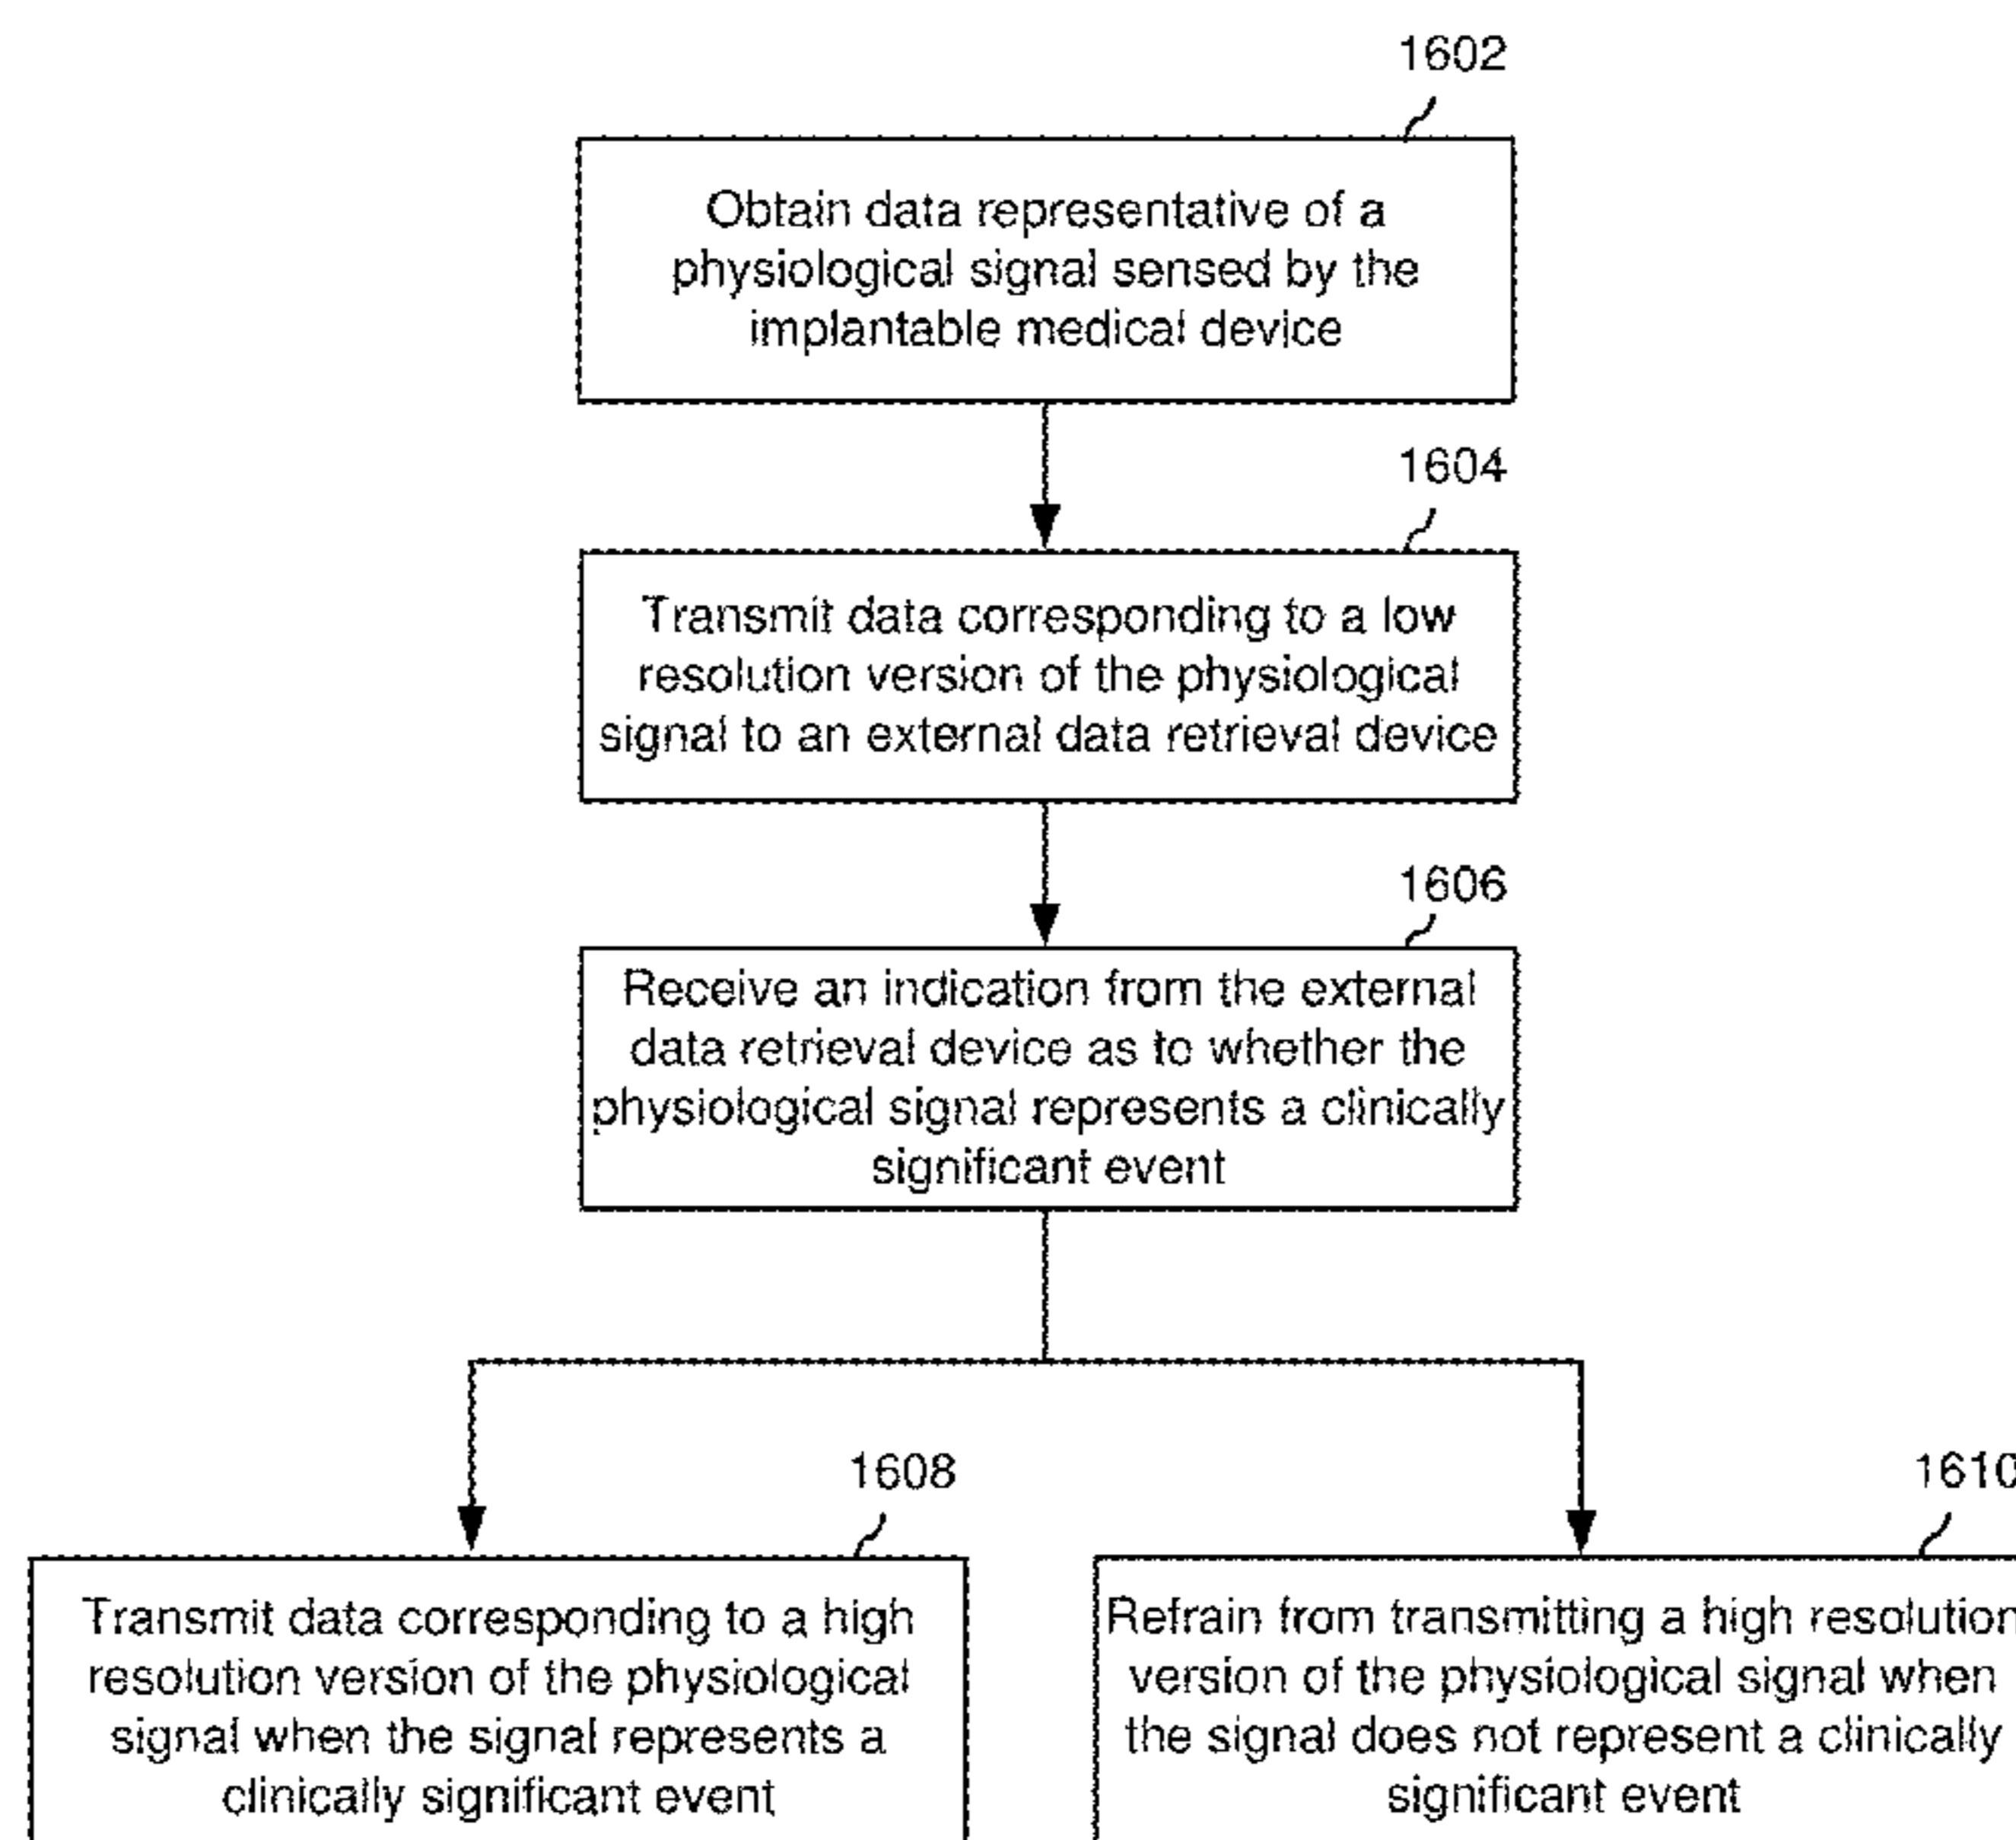 1602
Obtain data representative of a
physiological signal sensed by the
implantable medical device
1604
Transmit data corresponding to a low
resolution version of the physiological
signal to an external data retrieval device
1606
Receive an indication from the external
data retrieval device as to whether the
physiological signal represents a clinically
significant event
1608
Transmit data corresponding to a high
resolution version of the physiological
signal when the signal represents a
clinically significant event
1610
Refrain from transmitting a high resolution
version of the physiological signal when
the signal does not represent a clinically
significant event